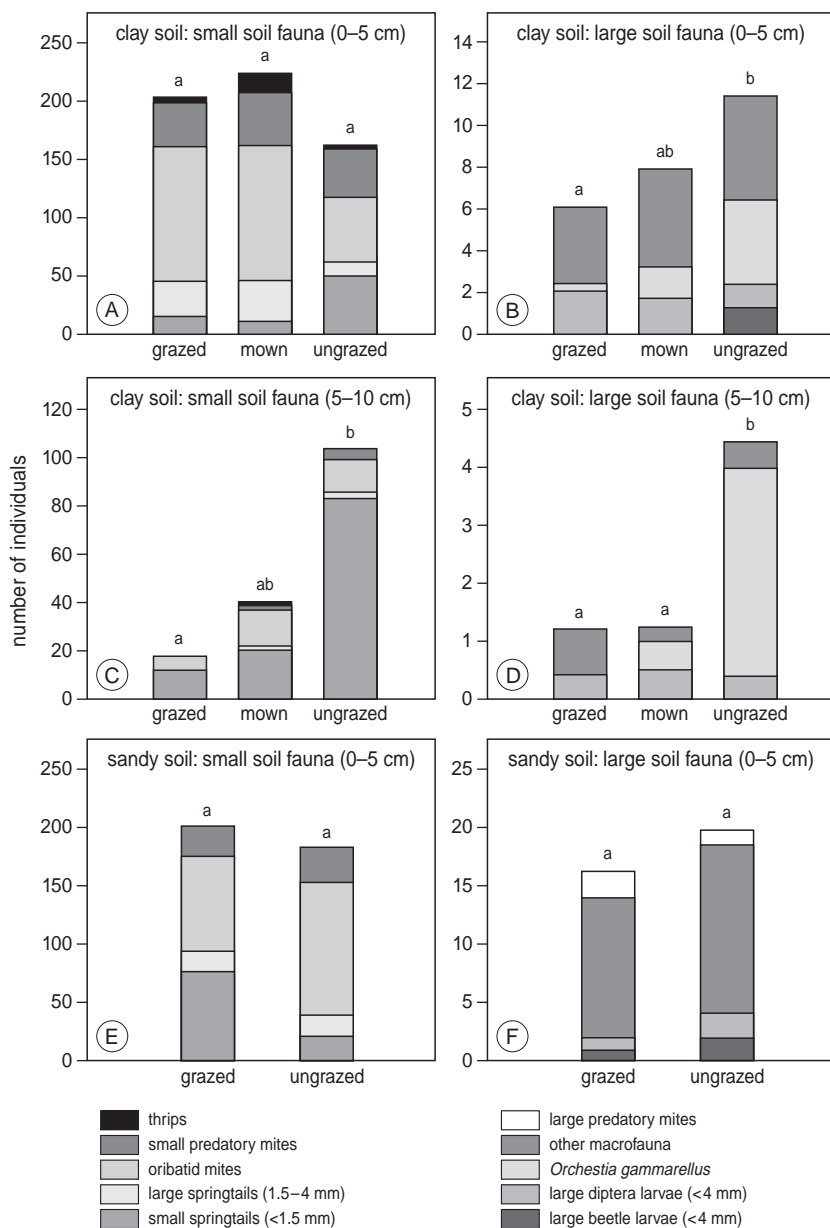 clay soil: small soil fauna (0–5 cm)
250
200
150
100
50
0
a
a
a
A
grazed
mown
ungrazed
clay soil: large soil fauna (0–5 cm)
14
12
10
8
6
4
2
0
a
ab
b
B
grazed
mown
ungrazed
number of individuals
clay soil: small soil fauna (5–10 cm)
120
100
80
60
40
20
0
a
ab
b
C
grazed
mown
ungrazed
clay soil: large soil fauna (5–10 cm)
5
4
3
2
1
0
a
a
b
D
grazed
mown
ungrazed
sandy soil: small soil fauna (0–5 cm)
250
200
150
100
50
0
a
a
E
grazed
ungrazed
sandy soil: large soil fauna (0–5 cm)
25
20
15
10
5
0
a
a
F
grazed
ungrazed
thrips
small predatory mites
oribatid mites
large springtails (1.5–4 mm)
small springtails (<1.5 mm)
large predatory mites
other macrofauna
Orchestia gammarellus
large diptera larvae (<4 mm)
large beetle larvae (<4 mm)